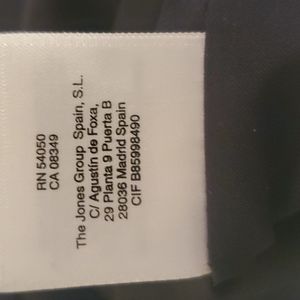 RN 54050
CA 08349
The Jones Group Spain, S.L.
C/ Agustín de Foxa,
29 Planta 9 Puerta B
28036 Madrid Spain
CIF B85998490